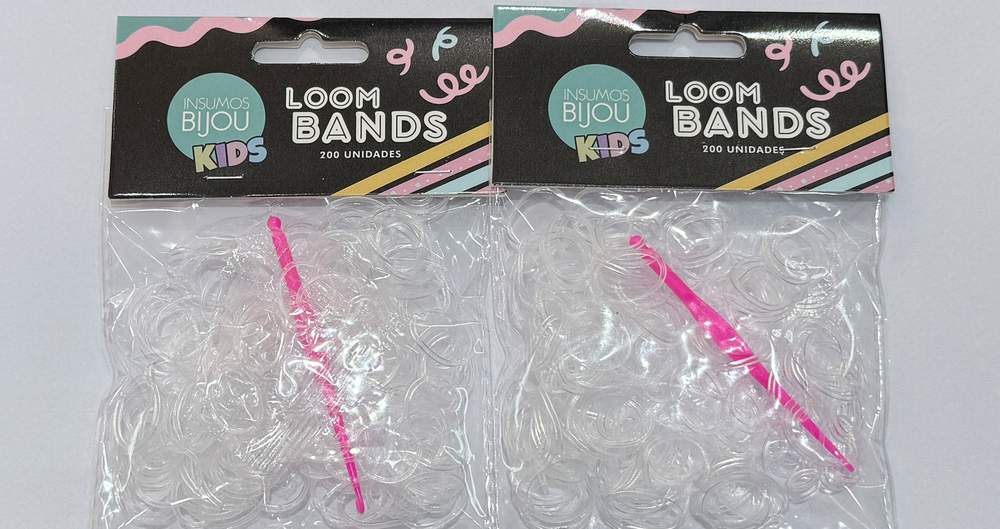 INSUMOS
BIJOU
KIDS
LOOM
BANDS
200 UNIDADES
INSUMOS
BIJOU
KIDS
LOOM
BANDS
200 UNIDADES